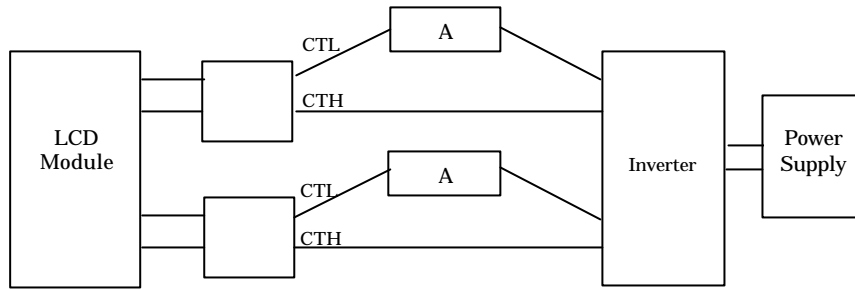 CTL
A
CTH
LCD
Module
Inverter
Power
Supply
CTL
A
CTH